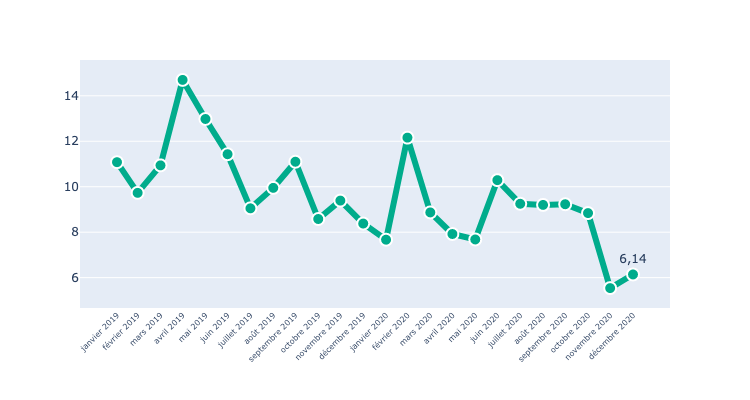 14
12
10
8
6
6,14
janvier 2019
février 2019
mars 2019
avril 2019
mai 2019
juin 2019
juillet 2019
août 2019
septembre 2019
octobre 2019
novembre 2019
décembre 2019
janvier 2020
février 2020
mars 2020
avril 2020
mai 2020
juin 2020
juillet 2020
août 2020
septembre 2020
octobre 2020
novembre 2020
décembre 2020